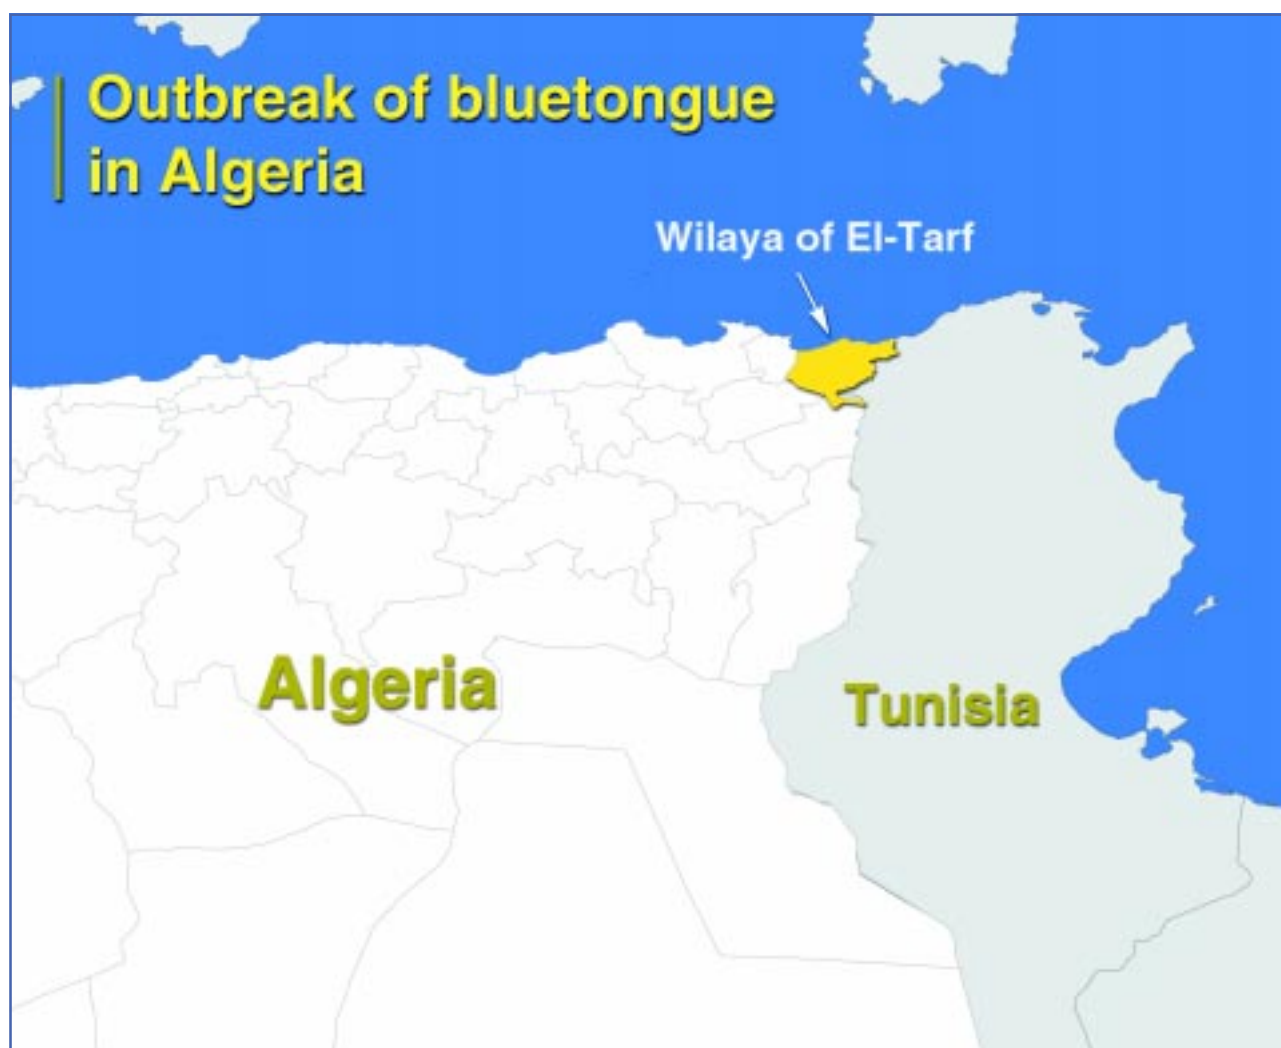 Outbreak of bluetongue
in Algeria
Wilaya of El-Tarf
Algeria
Tunisia